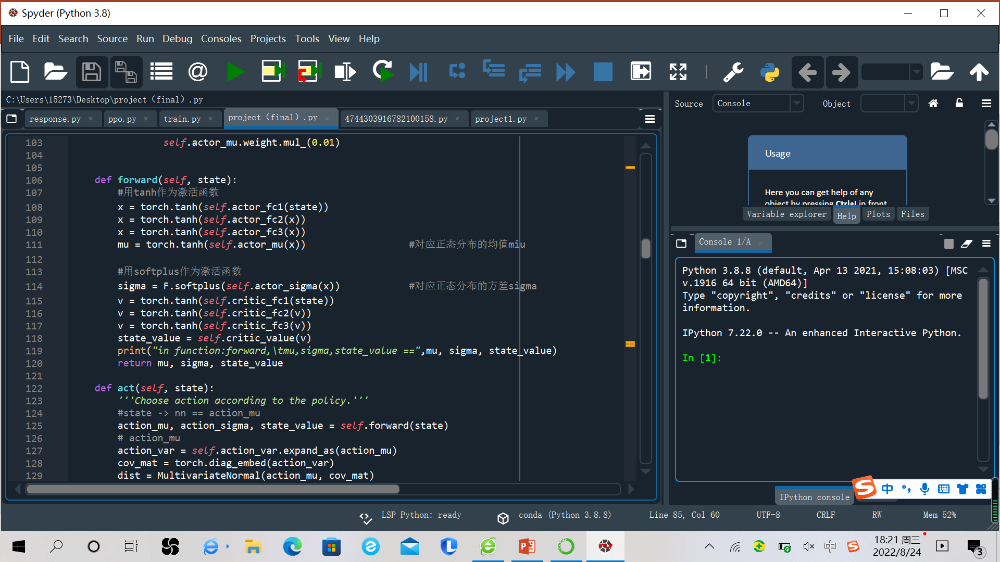 Spyder (Python 3.8)
File Edit Search Source Run Debug Consoles Projects Tools View Help
C:\Users\15273\Desktop\project（final）.py
response.py ppo.py train.py project（final）.py 4744303916782100158.py project1.py
103 self.actor_mu.weight.mul_(0.01)
104
105
106 def forward(self, state):
107 #用tanh作为激活函数
108 x = torch.tanh(self.actor_fc1(state))
109 x = torch.tanh(self.actor_fc2(x))
110 x = torch.tanh(self.actor_fc3(x))
111 mu = torch.tanh(self.actor_mu(x)) #对应正态分布的均值miu
112
113 #用softplus作为激活函数
114 sigma = F.softplus(self.actor_sigma(x)) #对应正态分布的方差sigma
115 v = torch.tanh(self.critic_fc1(state))
116 v = torch.tanh(self.critic_fc2(v))
117 v = torch.tanh(self.critic_fc3(v))
118 state_value = self.critic_value(v)
119 print("in function:forward,\tmu,sigma,state_value ==",mu, sigma, state_value)
120 return mu, sigma, state_value
121
122 def act(self, state):
123 '''Choose action according to the policy.'''
124 #state -> nn == action_mu
125 action_mu, action_sigma, state_value = self.forward(state)
126 # action_mu
127 action_var = self.action_var.expand_as(action_mu)
128 cov_mat = torch.diag_embed(action_var)
129 dist = MultivariateNormal(action_mu, cov_mat)
Source Console Object
Usage
Here you can get help of any
object by pressing Ctrl+I in front
Variable explorer Help Plots Files
Console 1/A
Python 3.8.8 (default, Apr 13 2021, 15:08:03) [MSC
v.1916 64 bit (AMD64)]
Type "copyright", "credits" or "license" for more
information.
IPython 7.22.0 -- An enhanced Interactive Python.
In [1]:
IPython console
中
LSP Python: ready conda (Python 3.8.8) Line 85, Col 60 UTF-8 CRLF RW Mem 52%
中
18:21 周三
2022/8/24
3